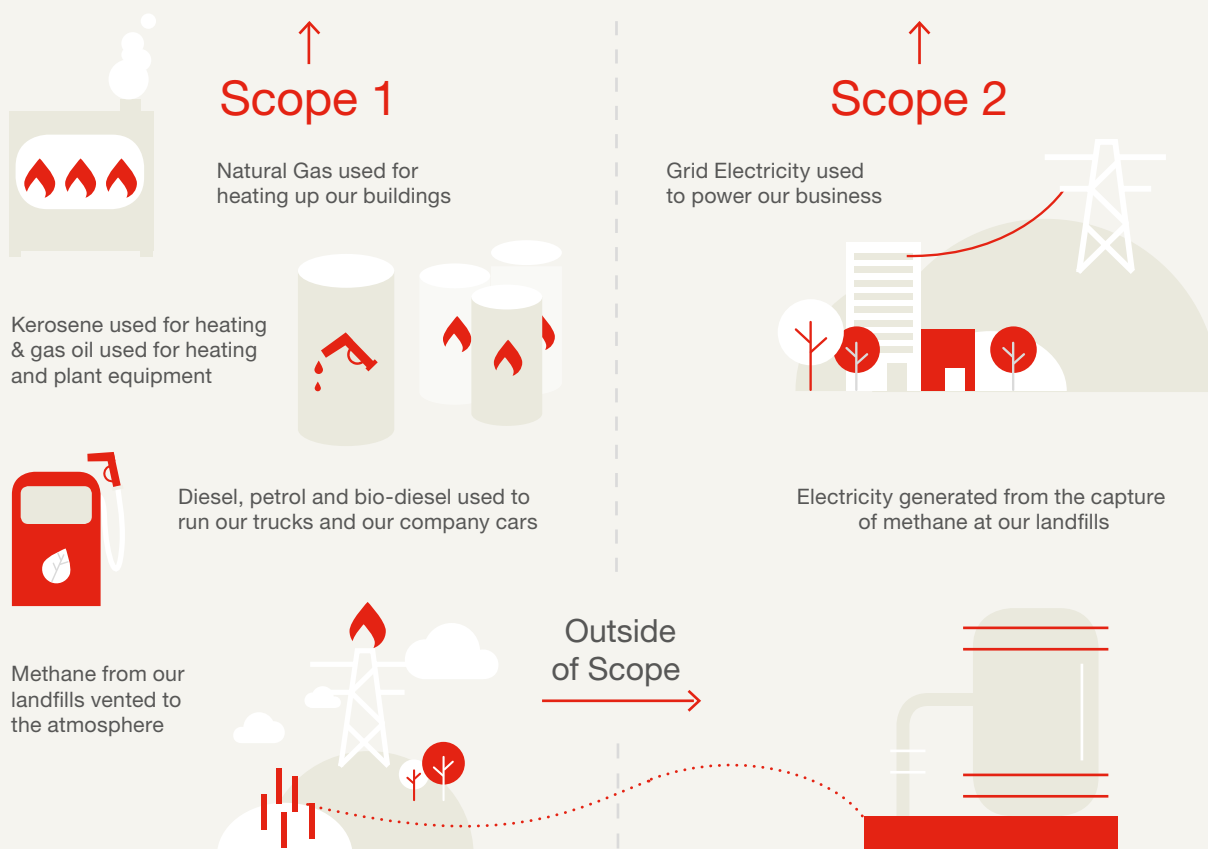 Scope 1
Natural Gas used for
heating up our buildings
Kerosene used for heating
& gas oil used for heating
and plant equipment
Diesel, petrol and bio-diesel used to
run our trucks and our company cars
Methane from our
landfills vented to
the atmosphere
Outside
of Scope
Scope 2
Grid Electricity used
to power our business
Electricity generated from the capture
of methane at our landfills